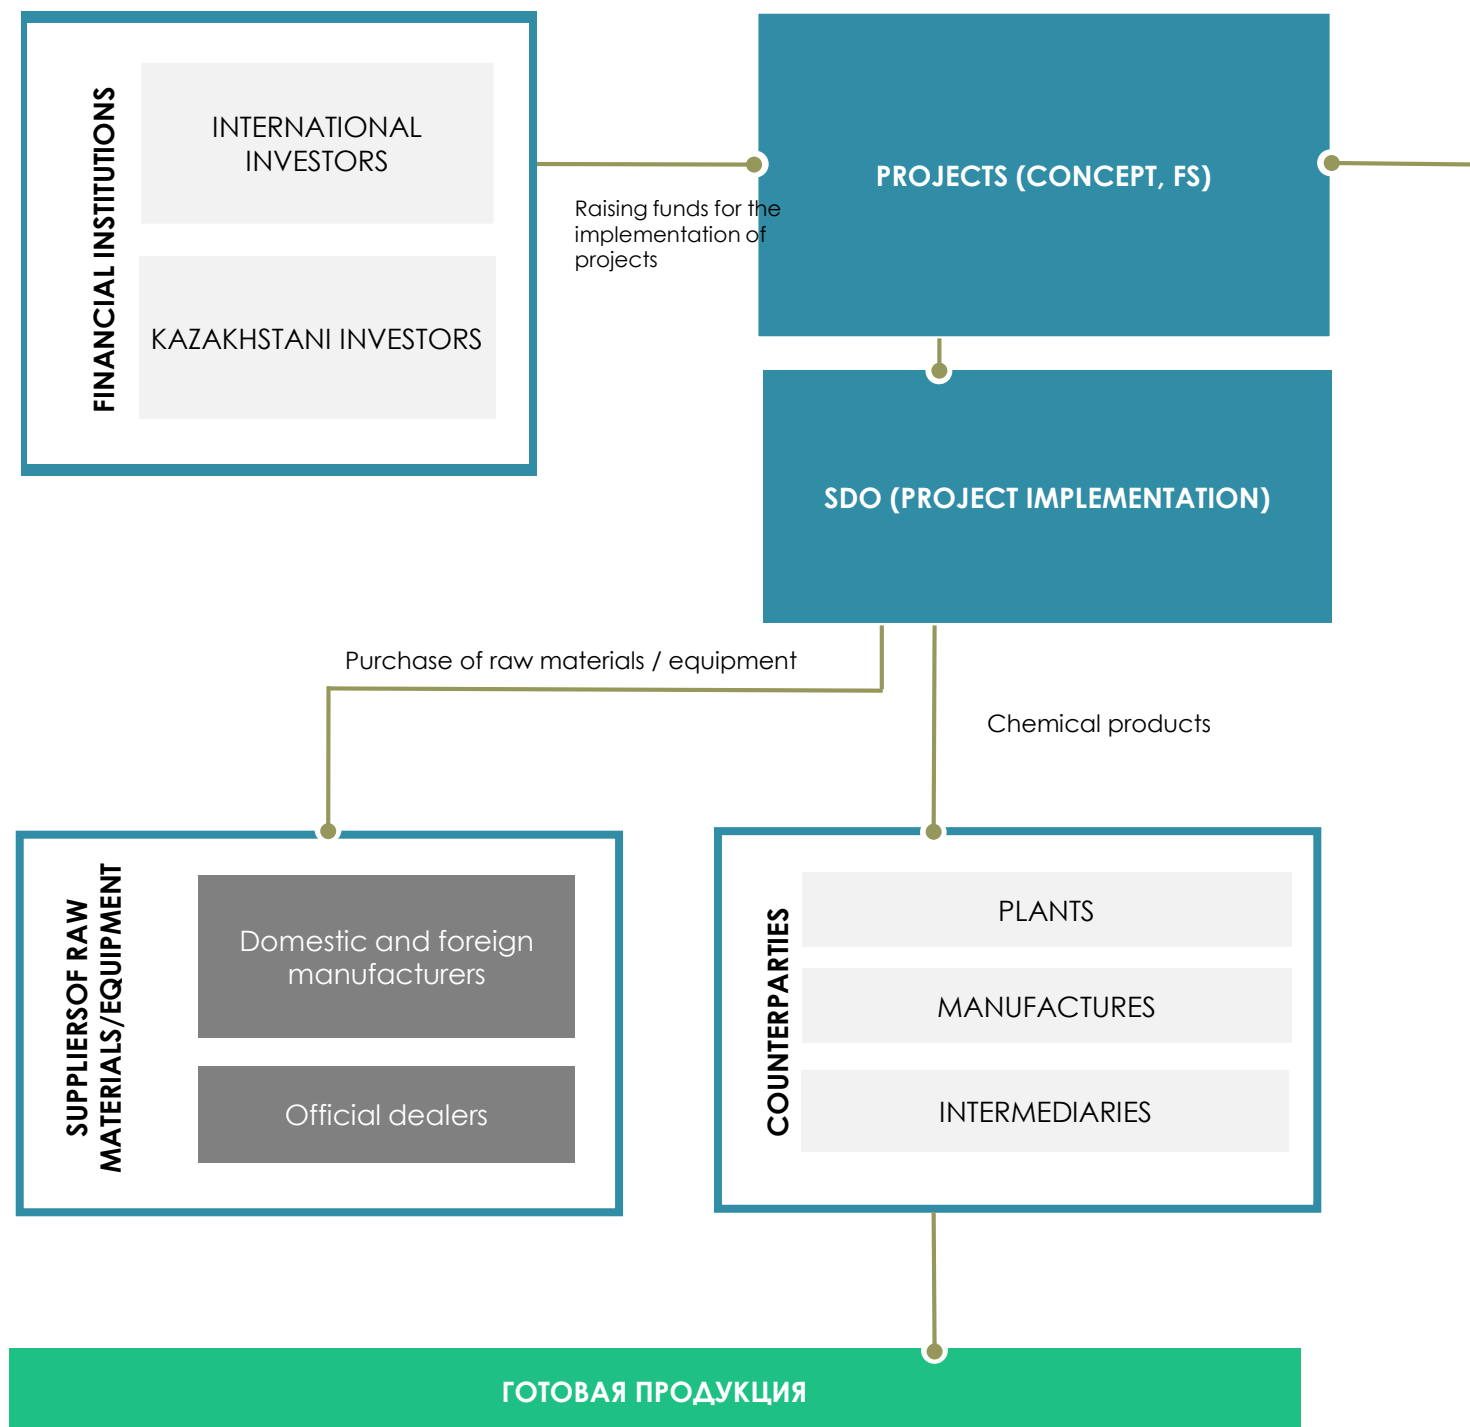 FINANCIAL INSTITUTIONS
INTERNATIONAL
INVESTORS
KAZAKHSTANI INVESTORS
Raising funds for the
implementation of
projects
PROJECTS (CONCEPT, FS)
SDO (PROJECT IMPLEMENTATION)
Purchase of raw materials / equipment
Chemical products
SUPPLIERSOF RAW
MATERIALS/EQUIPMENT
Domestic and foreign
manufacturers
Official dealers
COUNTERPARTIES
PLANTS
MANUFACTURES
INTERMEDIARIES
ГОТОВАЯ ПРОДУКЦИЯ